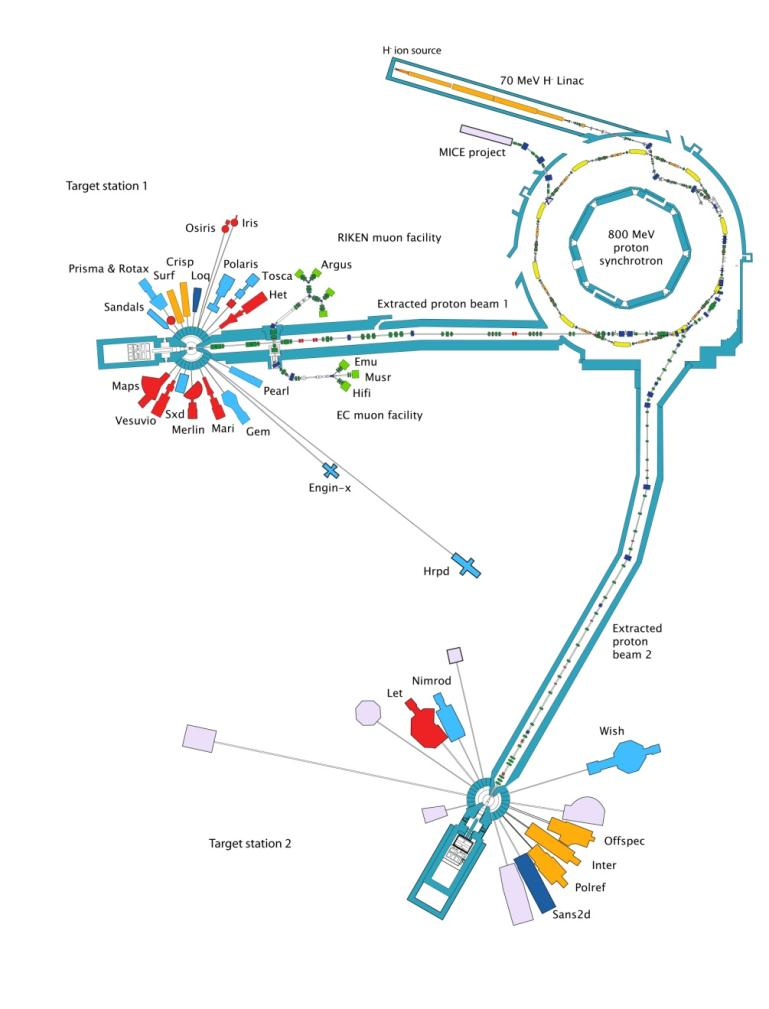 H⁻ ion source
70 MeV H⁻ Linac
MICE project
Target station 1
Osiris
Iris
RIKEN muon facility
800 MeV
proton
synchrotron
Prisma & Rotax
Crisp
Surf
Loq
Polaris
Tosca
Argus
Het
Sandals
Extracted proton beam 1
Maps
Vesuvio
Sxd
Merlin
Mari
Gem
Pearl
Emu
Musr
Hifi
EC muon facility
Engin-x
Hrpd
Extracted
proton
beam 2
Nimrod
Let
Wish
Target station 2
Offspec
Inter
Polref
Sans2d